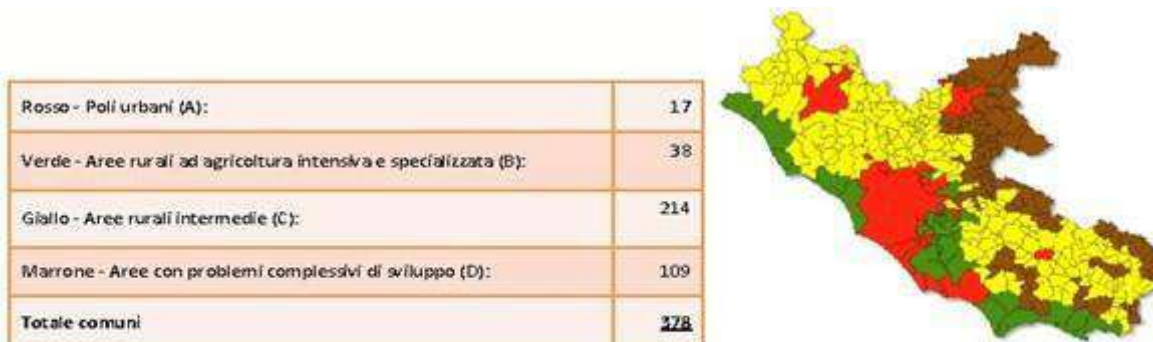 Rosso - Poli urbani (A): 17
Verde - Aree rurali ad agricoltura intensiva e specializzata (B): 38
Giallo - Aree rurali intermedie (C): 214
Marrone - Aree con problemi complessivi di sviluppo (D): 109
Totale comuni 378